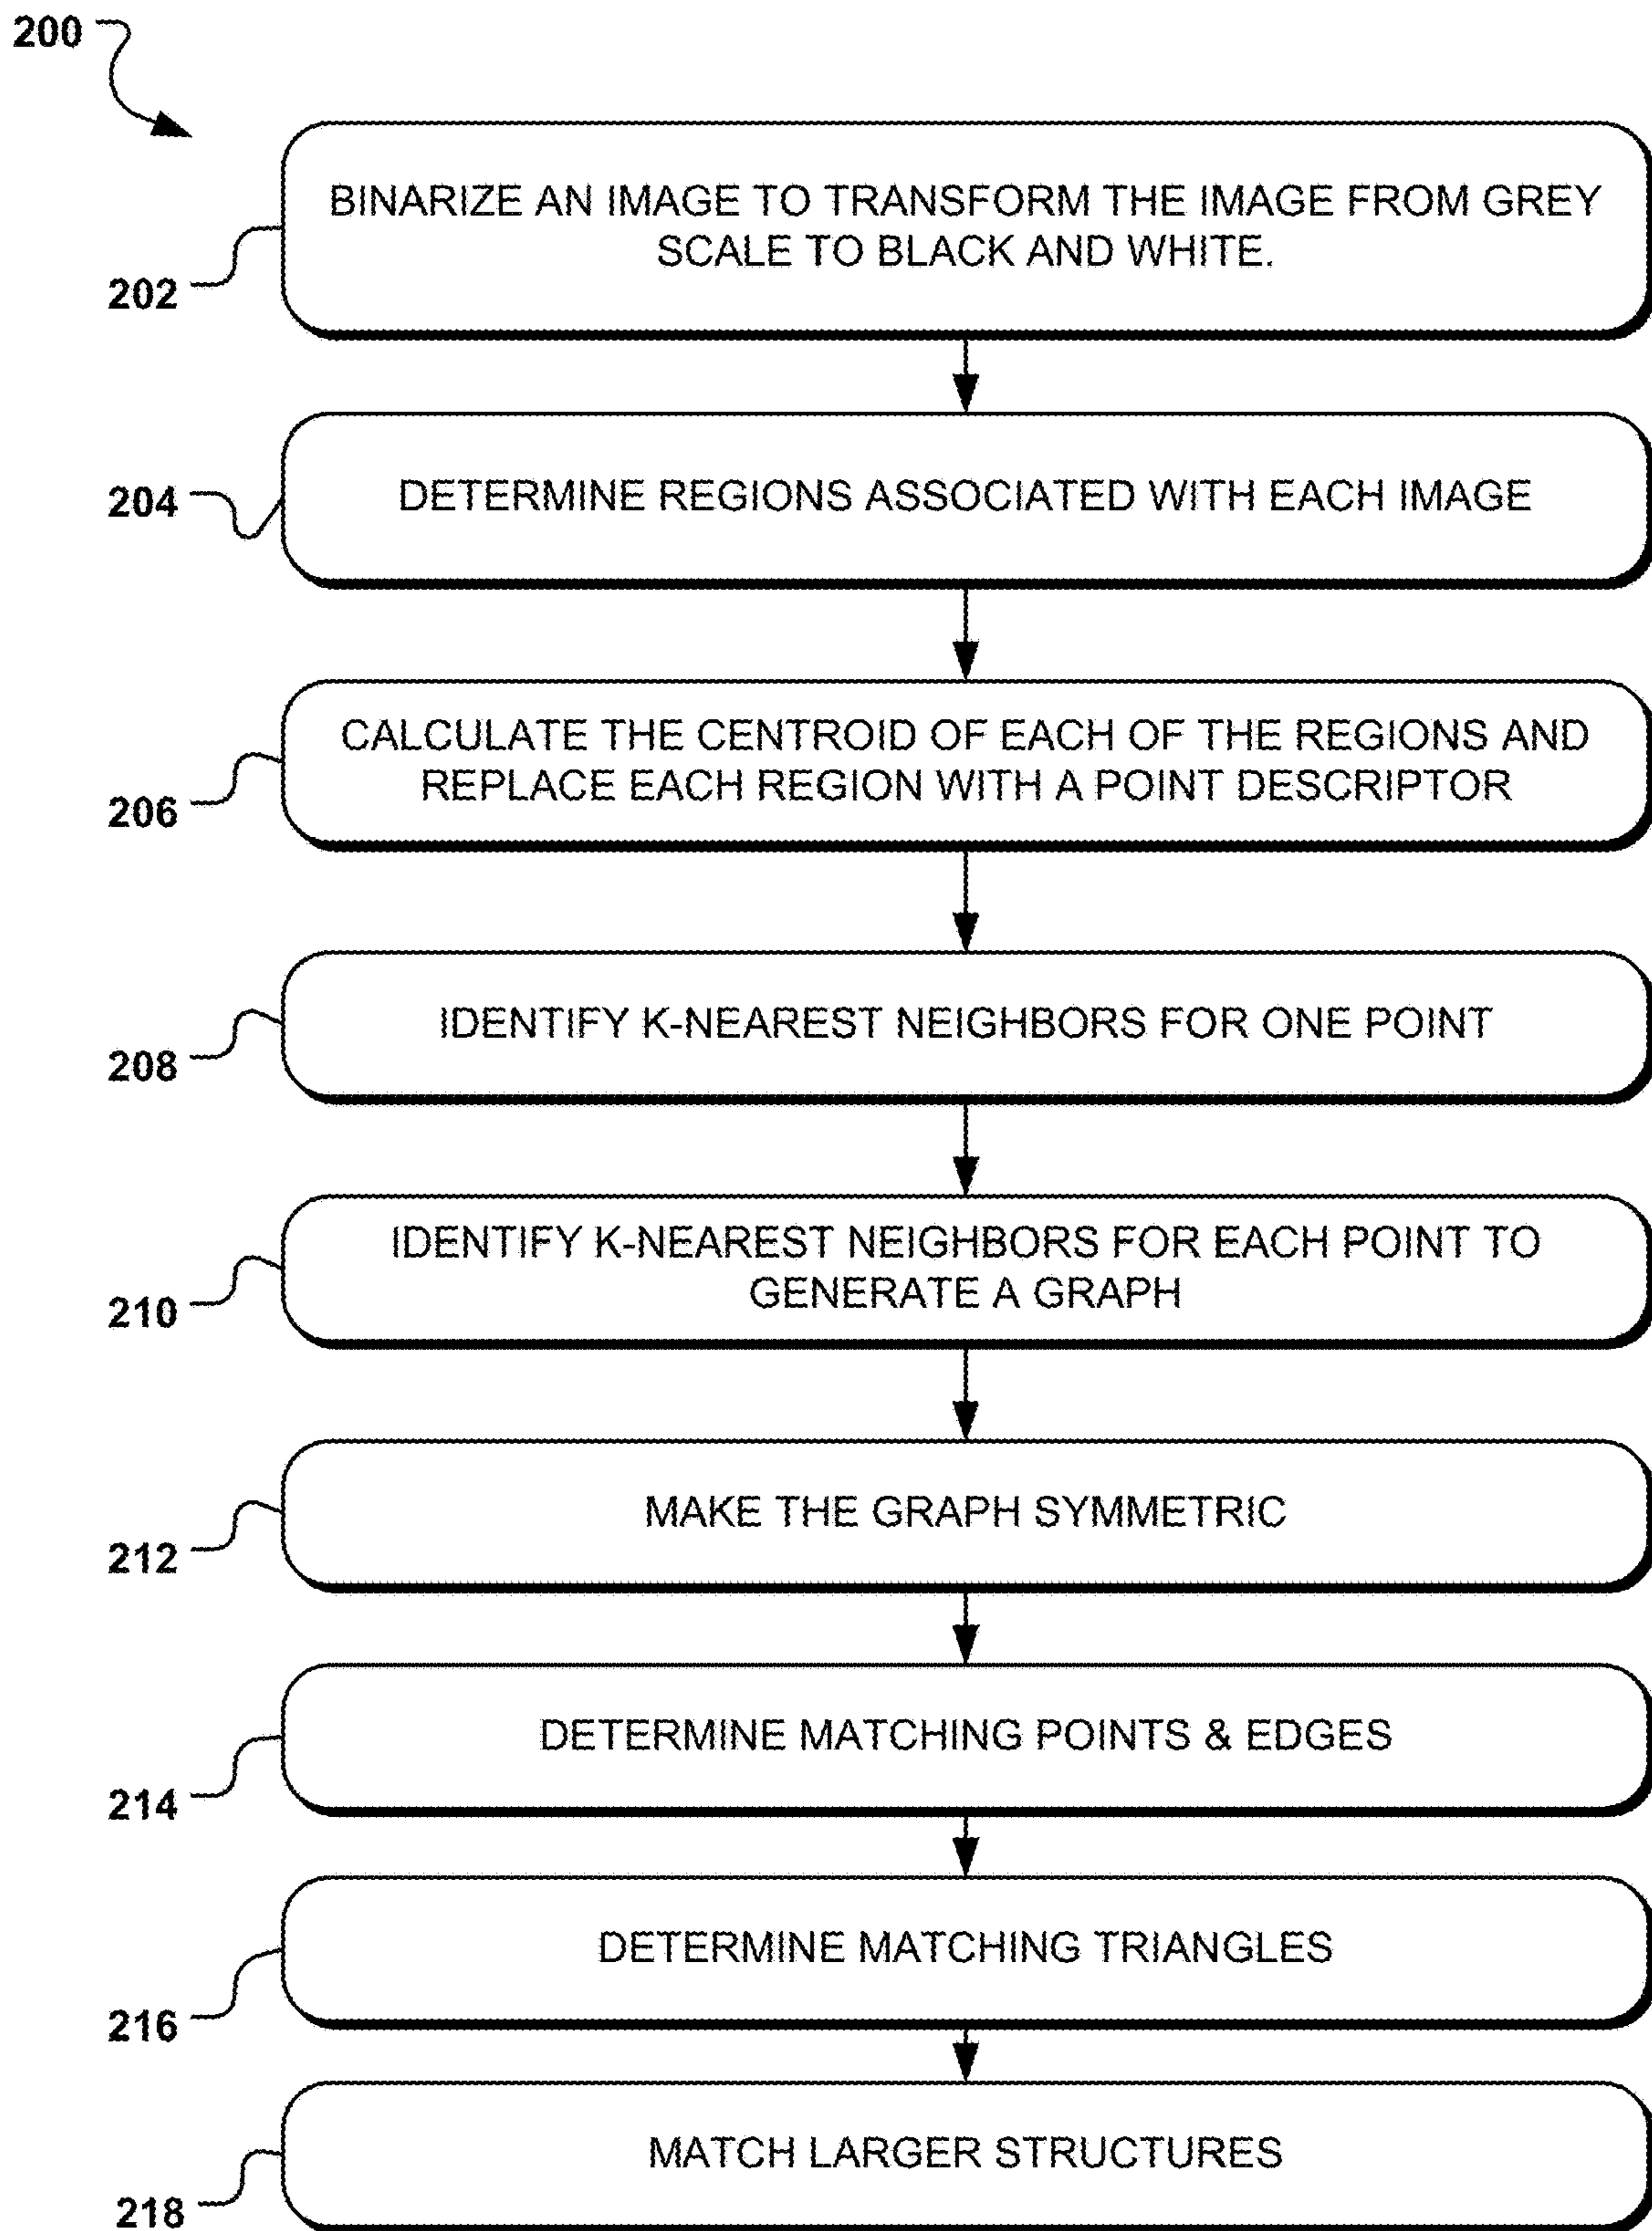 200
BINARIZE AN IMAGE TO TRANSFORM THE IMAGE FROM GREY
SCALE TO BLACK AND WHITE.
202
DETERMINE REGIONS ASSOCIATED WITH EACH IMAGE
204
CALCULATE THE CENTROID OF EACH OF THE REGIONS AND
REPLACE EACH REGION WITH A POINT DESCRIPTOR
206
IDENTIFY K-NEAREST NEIGHBORS FOR ONE POINT
208
IDENTIFY K-NEAREST NEIGHBORS FOR EACH POINT TO
GENERATE A GRAPH
210
MAKE THE GRAPH SYMMETRIC
212
DETERMINE MATCHING POINTS & EDGES
214
DETERMINE MATCHING TRIANGLES
216
MATCH LARGER STRUCTURES
218